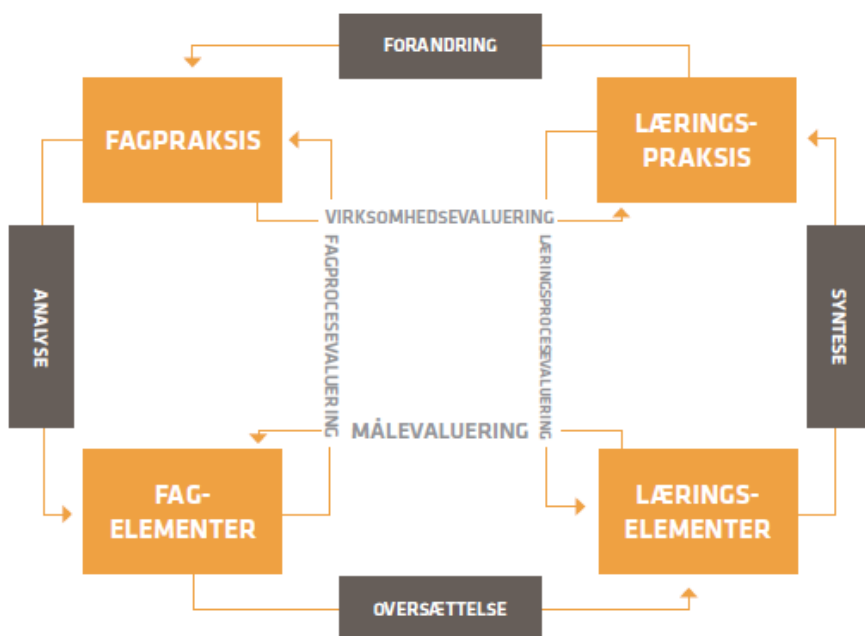 FORANDRING
FAGPRAKSIS
LÆRINGS-
PRAKSIS
VIRKSOMHEDSEVALUERING
ANALYSE
FAGPROCESEVALUERING
LÆRINGSPROCESEVALUERING
SYNTESE
MÅLEVALUERING
FAG-
ELEMENTER
LÆRINGS-
ELEMENTER
OVERSÆTTELSE